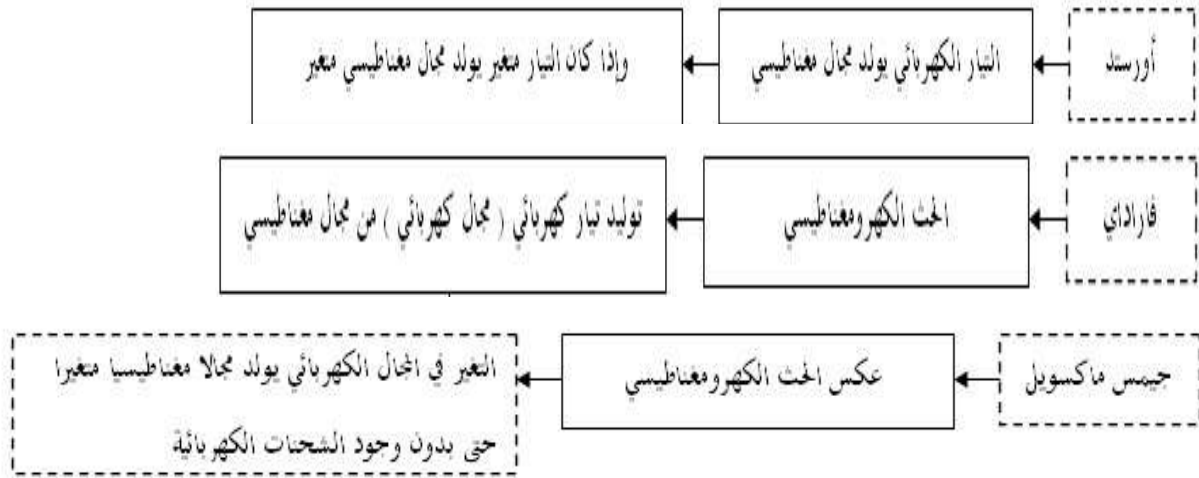 أورستد
التيار الكهربائي يولد مجال مغناطيسي
وإذا كان التيار متغير يولد مجال مغناطيسي متغير
فاراداي
الحث الكهرومغناطيسي
توليد تيار كهربائي ( مجال كهربائي ) من مجال مغناطيسي
جيمس ماكسويل
عكس الحث الكهرومغناطيسي
التغير في المجال الكهربائي يولد مجالا مغناطيسيا متغيرا
حتى بدون وجود الشحنات الكهربائية